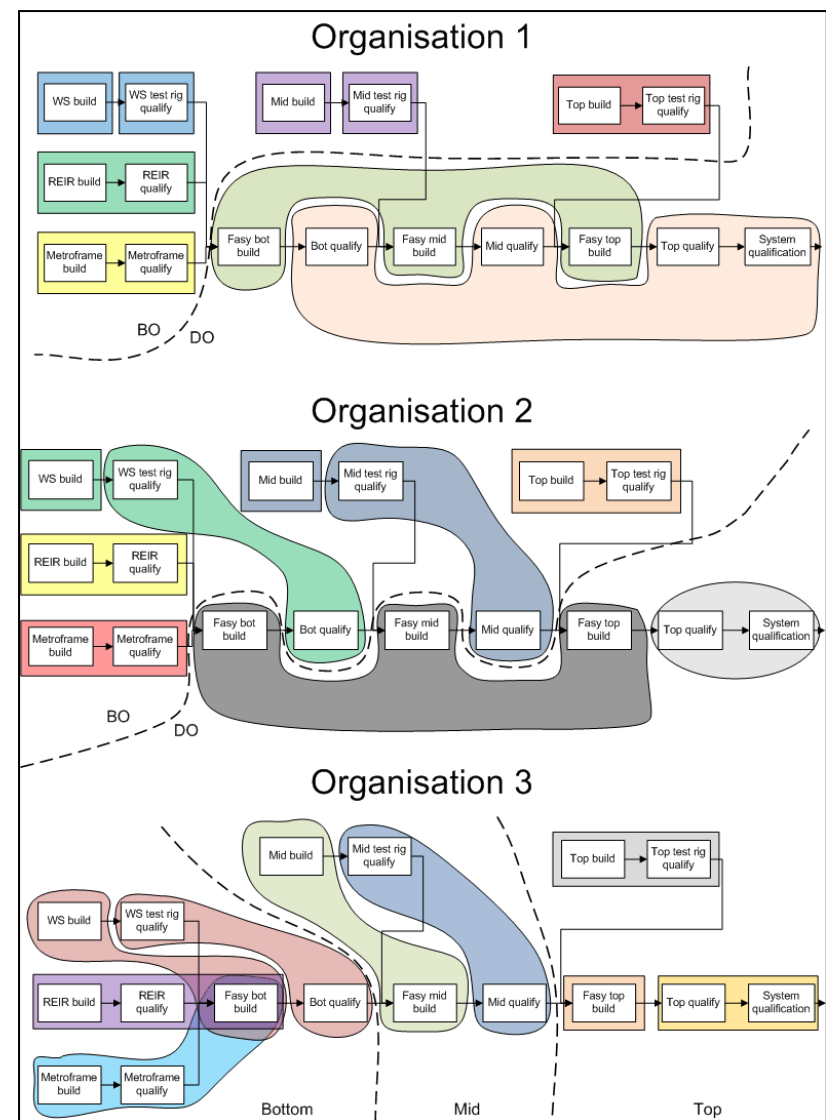 Organisation 1
WS build
WS test rig
qualify
Mid build
Mid test rig
qualify
Top build
Top test rig
qualify
REIR build
REIR
qualify
Metroframe
build
Metroframe
qualify
Fasy bot
build
Bot qualify
Fasy mid
build
Mid qualify
Fasy top
build
Top qualify
System
qualification
BO
DO
Organisation 2
WS build
WS test rig
qualify
Mid build
Mid test rig
qualify
Top build
Top test rig
qualify
REIR build
REIR
qualify
Metroframe
build
Metroframe
qualify
Fasy bot
build
Bot qualify
Fasy mid
build
Mid qualify
Fasy top
build
Top qualify
System
qualification
BO
DO
Organisation 3
Mid build
Mid test rig
qualify
Top build
Top test rig
qualify
WS build
WS test rig
qualify
REIR build
REIR
qualify
Fasy bot
build
Bot qualify
Fasy mid
build
Mid qualify
Fasy top
build
Top qualify
System
qualification
Metroframe
build
Metroframe
qualify
Bottom
Mid
Top